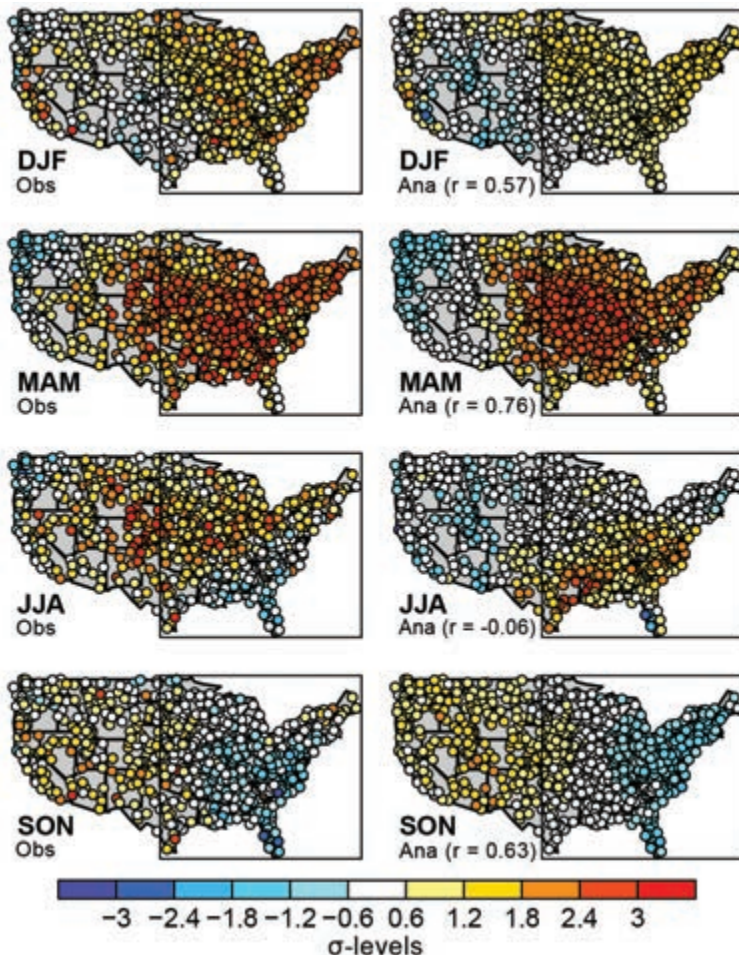 DJF
Obs
DJF
Ana (r = 0.57)
MAM
Obs
MAM
Ana (r = 0.76)
JJA
Obs
JJA
Ana (r = -0.06)
SON
Obs
SON
Ana (r = 0.63)
−3 −2.4 −1.8 −1.2 −0.6 0.6 1.2 1.8 2.4 3
σ-levels